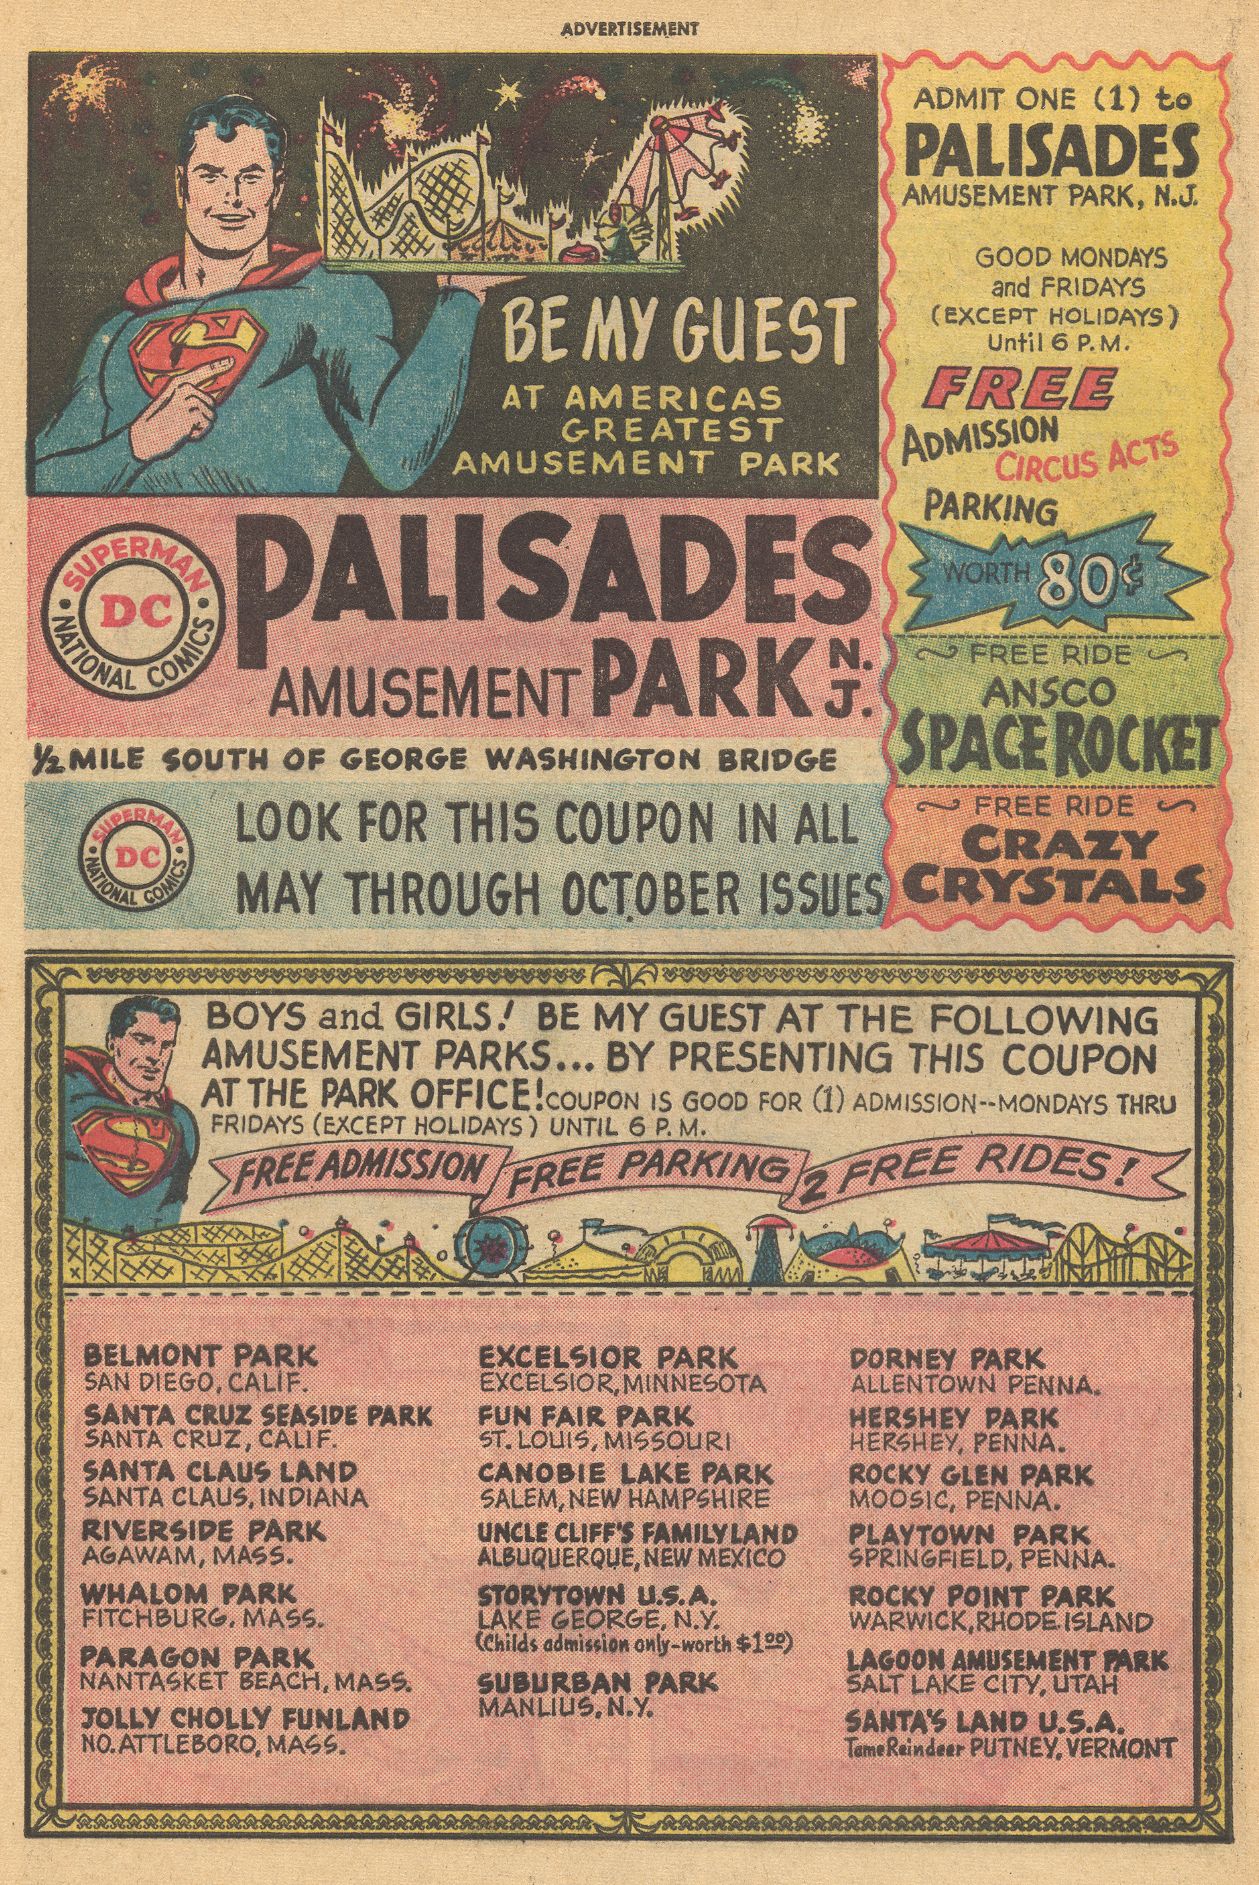 ADVERTISEMENT
BE MY GUEST
AT AMERICAS
GREATEST
AMUSEMENT PARK
SUPERMAN
DC
NATIONAL COMICS
PALISADES
AMUSEMENT PARK N.J.
1/2 MILE SOUTH OF GEORGE WASHINGTON BRIDGE
SUPERMAN
DC
NATIONAL COMICS
LOOK FOR THIS COUPON IN ALL
MAY THROUGH OCTOBER ISSUES
ADMIT ONE (1) to
PALISADES
AMUSEMENT PARK, N.J.
GOOD MONDAYS
and FRIDAYS
(EXCEPT HOLIDAYS)
Until 6 P.M.
FREE
ADMISSION
CIRCUS ACTS
PARKING
WORTH 80¢
FREE RIDE
ANSCO
SPACE ROCKET
FREE RIDE
CRAZY
CRYSTALS
BOYS and GIRLS! BE MY GUEST AT THE FOLLOWING
AMUSEMENT PARKS... BY PRESENTING THIS COUPON
AT THE PARK OFFICE! COUPON IS GOOD FOR (1) ADMISSION--MONDAYS THRU
FRIDAYS (EXCEPT HOLIDAYS) UNTIL 6 P.M.
FREE ADMISSION FREE PARKING 2 FREE RIDES!
BELMONT PARK
SAN DIEGO, CALIF.
SANTA CRUZ SEASIDE PARK
SANTA CRUZ, CALIF.
SANTA CLAUS LAND
SANTA CLAUS, INDIANA
RIVERSIDE PARK
AGAWAM, MASS.
WHALOM PARK
FITCHBURG, MASS.
PARAGON PARK
NANTASKET BEACH, MASS.
JOLLY CHOLLY FUNLAND
NO. ATTLEBORO, MASS.
EXCELSIOR PARK
EXCELSIOR, MINNESOTA
FUN FAIR PARK
ST. LOUIS, MISSOURI
CANOBIE LAKE PARK
SALEM, NEW HAMPSHIRE
UNCLE CLIFF'S FAMILYLAND
ALBUQUERQUE, NEW MEXICO
STORYTOWN U.S.A.
LAKE GEORGE, N.Y.
(Childs admission only-worth $1.00)
SUBURBAN PARK
MANLIUS, N.Y.
DORNEY PARK
ALLENTOWN PENNA.
HERSHEY PARK
HERSHEY, PENNA.
ROCKY GLEN PARK
MOOSIC, PENNA.
PLAYTOWN PARK
SPRINGFIELD, PENNA.
ROCKY POINT PARK
WARWICK, RHODE ISLAND
LAGOON AMUSEMENT PARK
SALT LAKE CITY, UTAH
SANTA'S LAND U.S.A.
Tame Reindeer PUTNEY, VERMONT